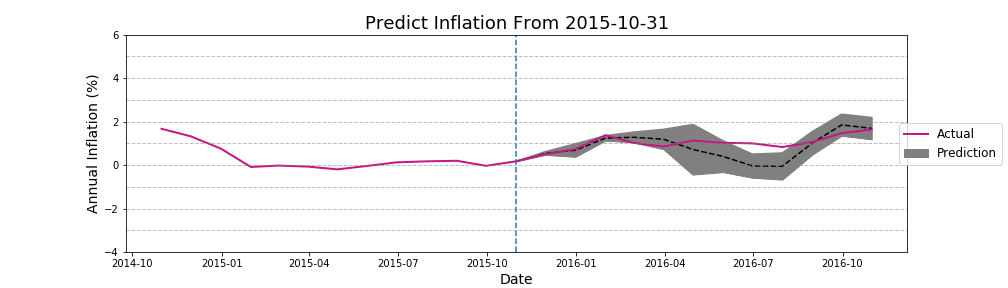 Predict Inflation From 2015-10-31
Annual Inflation (%)
6
4
2
0
−2
−4
2014-10 2015-01 2015-04 2015-07 2015-10 2016-01 2016-04 2016-07 2016-10
Date
Actual
Prediction